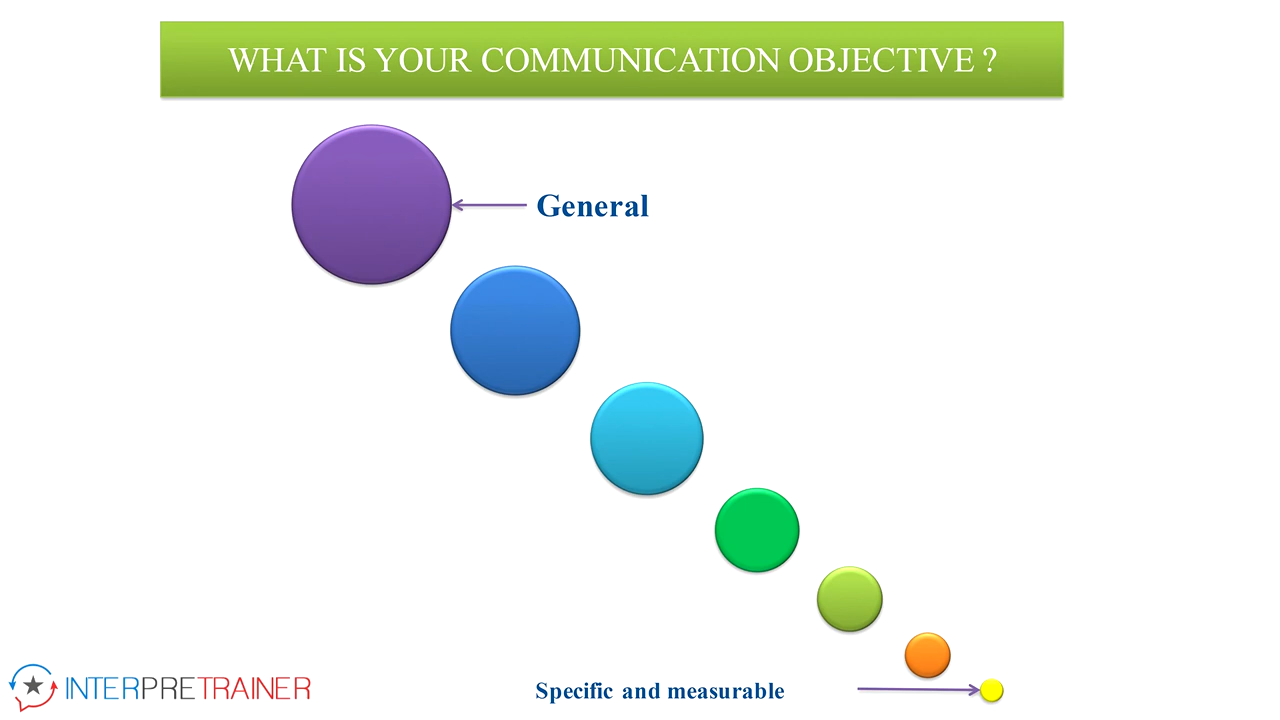 WHAT IS YOUR COMMUNICATION OBJECTIVE ?
General
Specific and measurable
INTERPRETRAINER